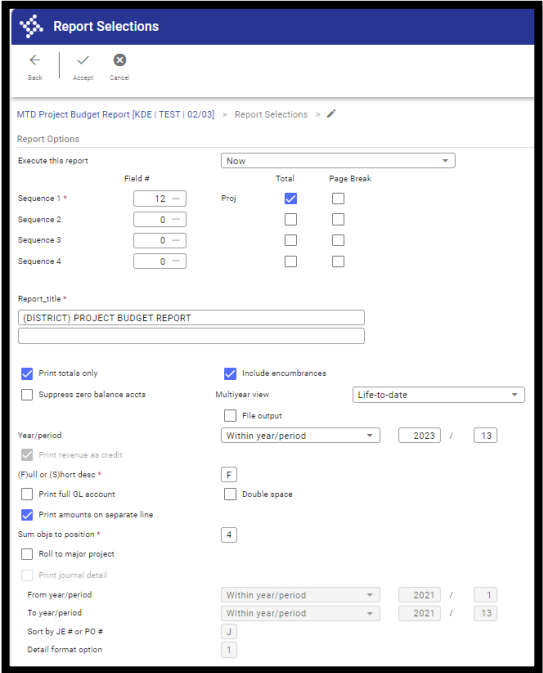 Report Selections
Back Accept Cancel
MTD Project Budget Report [KDE | TEST | 02/03] > Report Selections >
Report Options
Execute this report Now
Field # Total Page Break
Sequence 1 * 12 ... Proj
Sequence 2 0 ...
Sequence 3 0 ...
Sequence 4 0 ...
Report_title *
(DISTRICT) PROJECT BUDGET REPORT
Print totals only Include encumbrances
Suppress zero balance accts Multiyear view Life-to-date
File output
Year/period Within year/period 2023 / 13
Print revenue as credit
(F)ull or (S)hort desc * F
Print full GL account Double space
Print amounts on separate line
Sum objs to position * 4
Roll to major project
Print journal detail
From year/period Within year/period 2021 / 1
To year/period Within year/period 2021 / 13
Sort by JE # or PO # J
Detail format option 1